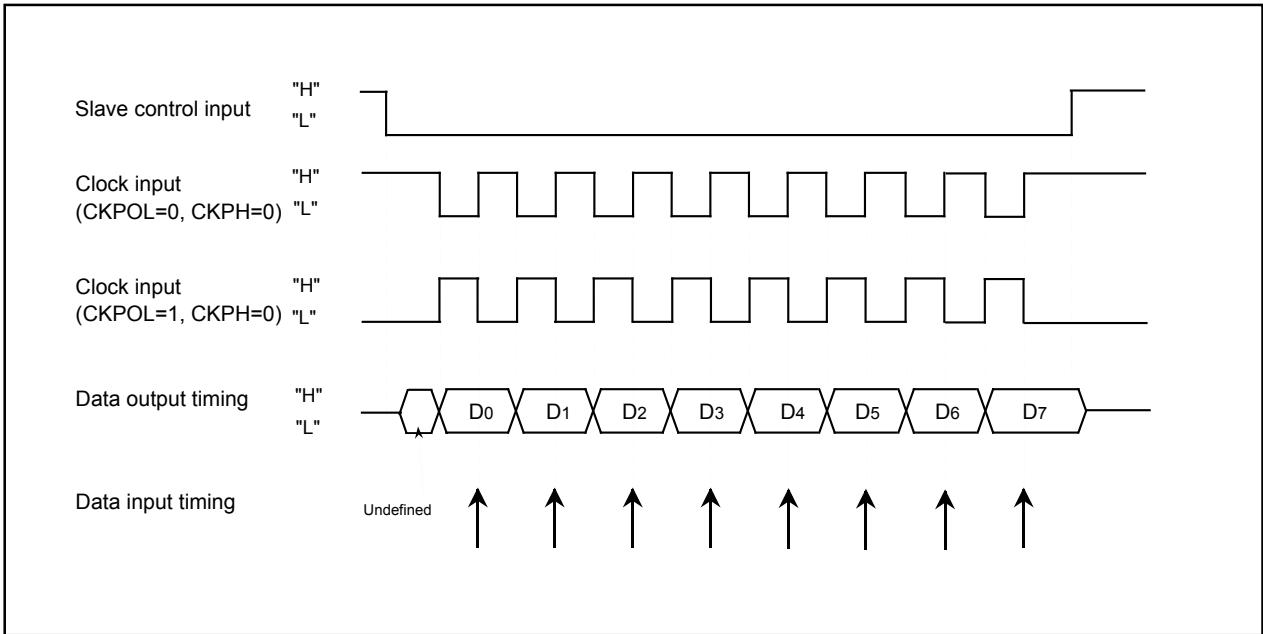 "H"
Slave control input
"L"
Clock input "H"
(CKPOL=0, CKPH=0) "L"
Clock input "H"
(CKPOL=1, CKPH=0) "L"
Data output timing "H"
"L"
D0 D1 D2 D3 D4 D5 D6 D7
Data input timing
Undefined